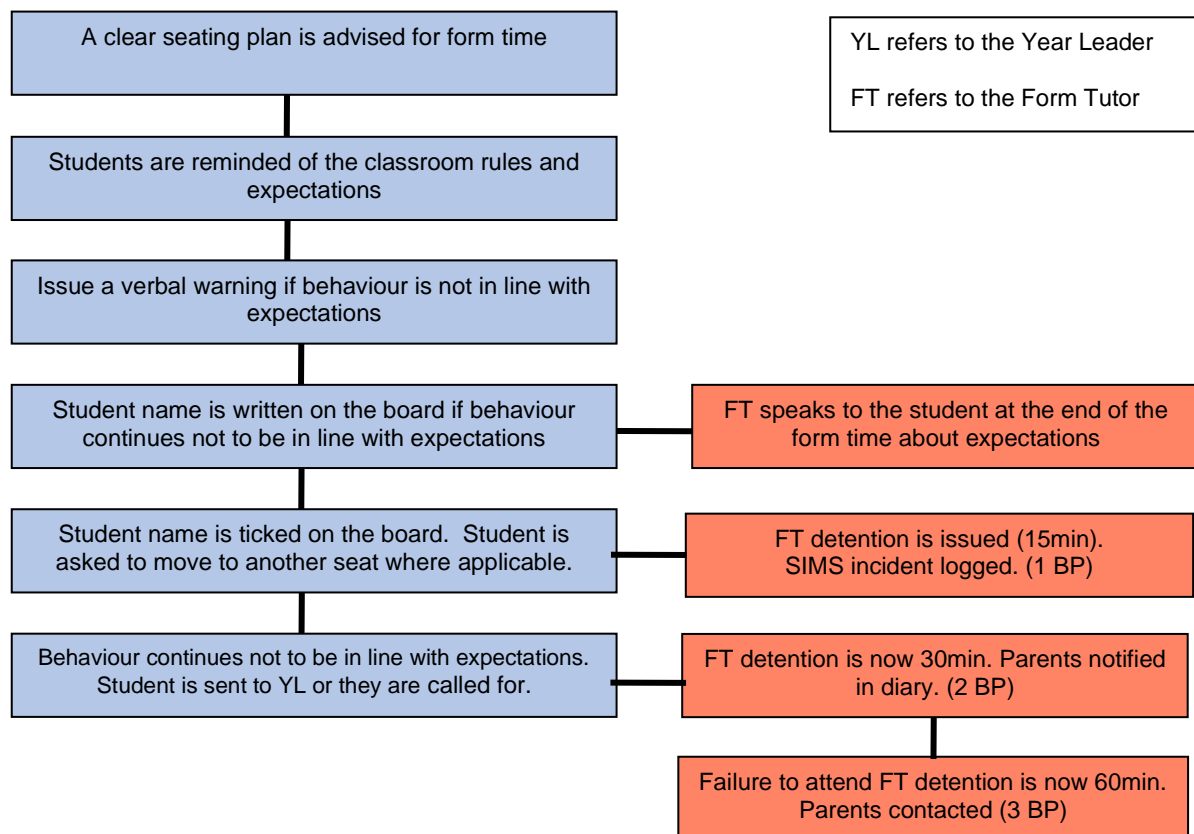 A clear seating plan is advised for form time
YL refers to the Year Leader
FT refers to the Form Tutor
Students are reminded of the classroom rules and
expectations
Issue a verbal warning if behaviour is not in line with
expectations
Student name is written on the board if behaviour
continues not to be in line with expectations
FT speaks to the student at the end of the
form time about expectations
Student name is ticked on the board.  Student is
asked to move to another seat where applicable.
FT detention is issued (15min).
SIMS incident logged. (1 BP)
Behaviour continues not to be in line with expectations.
Student is sent to YL or they are called for.
FT detention is now 30min. Parents notified
in diary. (2 BP)
Failure to attend FT detention is now 60min.
Parents contacted (3 BP)